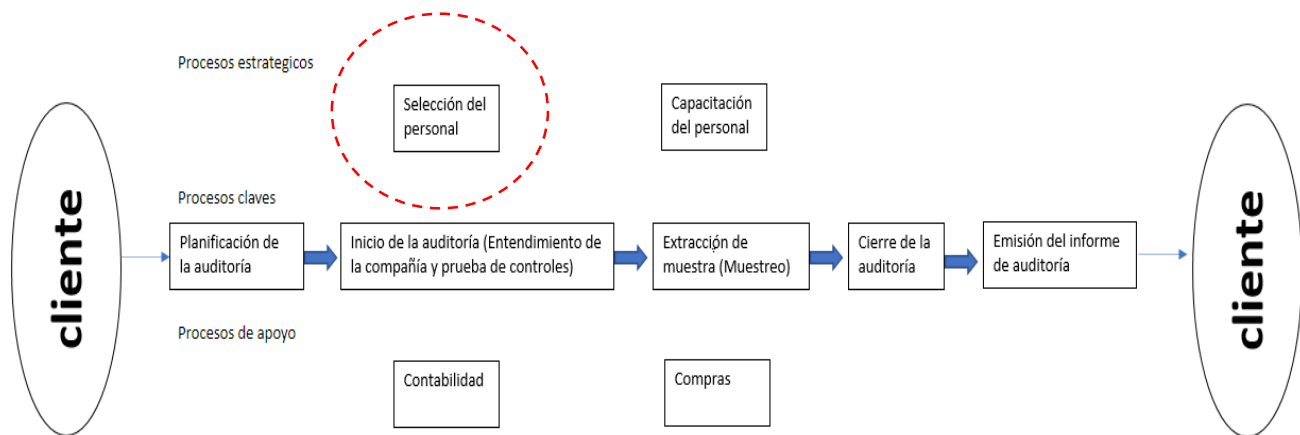 Procesos estrategicos
Selección del
personal
Capacitación
del personal
cliente
Procesos claves
Planificación de
la auditoría
Inicio de la auditoría (Entendimiento de
la compañía y prueba de controles)
Extracción de
muestra (Muestreo)
Cierre de la
auditoría
Emisión del informe
de auditoría
cliente
Procesos de apoyo
Contabilidad
Compras